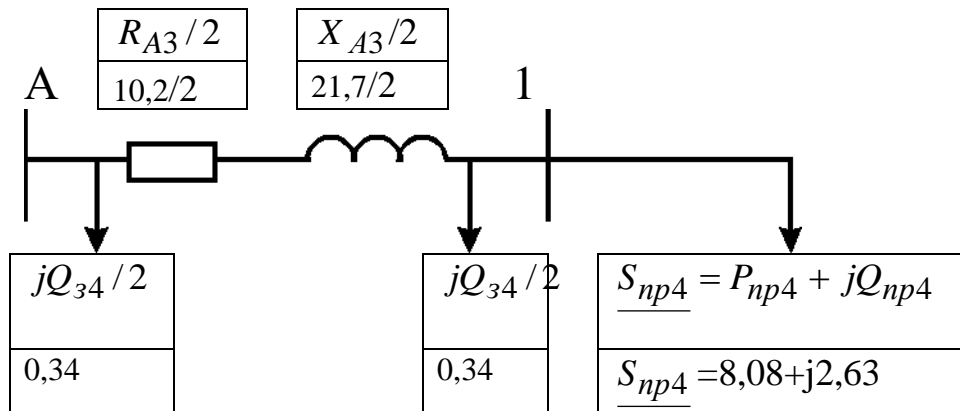 R_A3 / 2
X_A3 /2
10,2/2
21,7/2
A
1
jQ_з4 / 2
jQ_з4 / 2
S_np4 = P_np4 + jQ_np4
0,34
0,34
S_np4 =8,08+j2,63